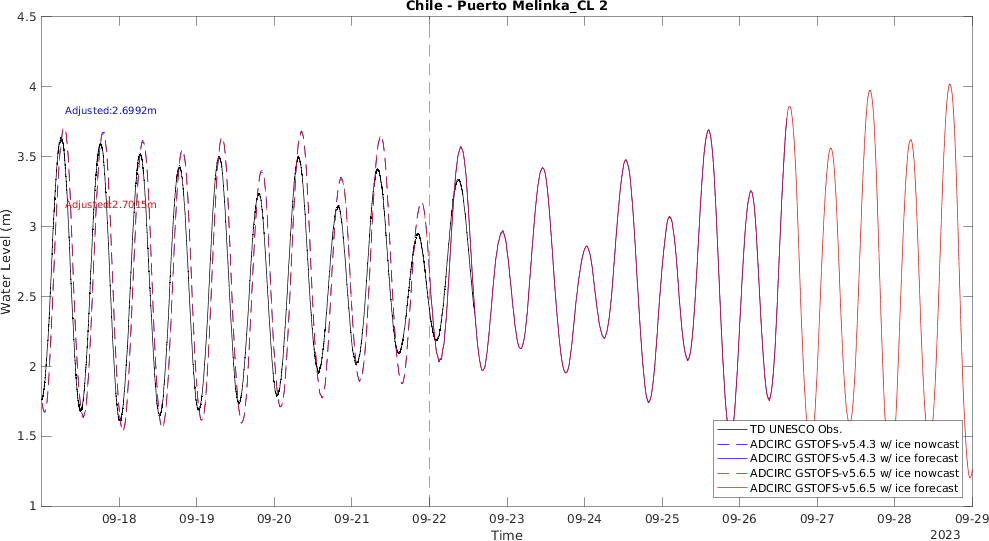 Chile - Puerto Melinka_CL 2
4.5
4
3.5
3
2.5
2
1.5
1
Water Level (m)
Adjusted:2.6992m
Adjusted:2.7015m
TD UNESCO Obs.
ADCIRC GSTOFS-v5.4.3 w/ ice nowcast
ADCIRC GSTOFS-v5.4.3 w/ ice forecast
ADCIRC GSTOFS-v5.6.5 w/ ice nowcast
ADCIRC GSTOFS-v5.6.5 w/ ice forecast
09-18 09-19 09-20 09-21 09-22 09-23 09-24 09-25 09-26 09-27 09-28 09-29
Time
2023